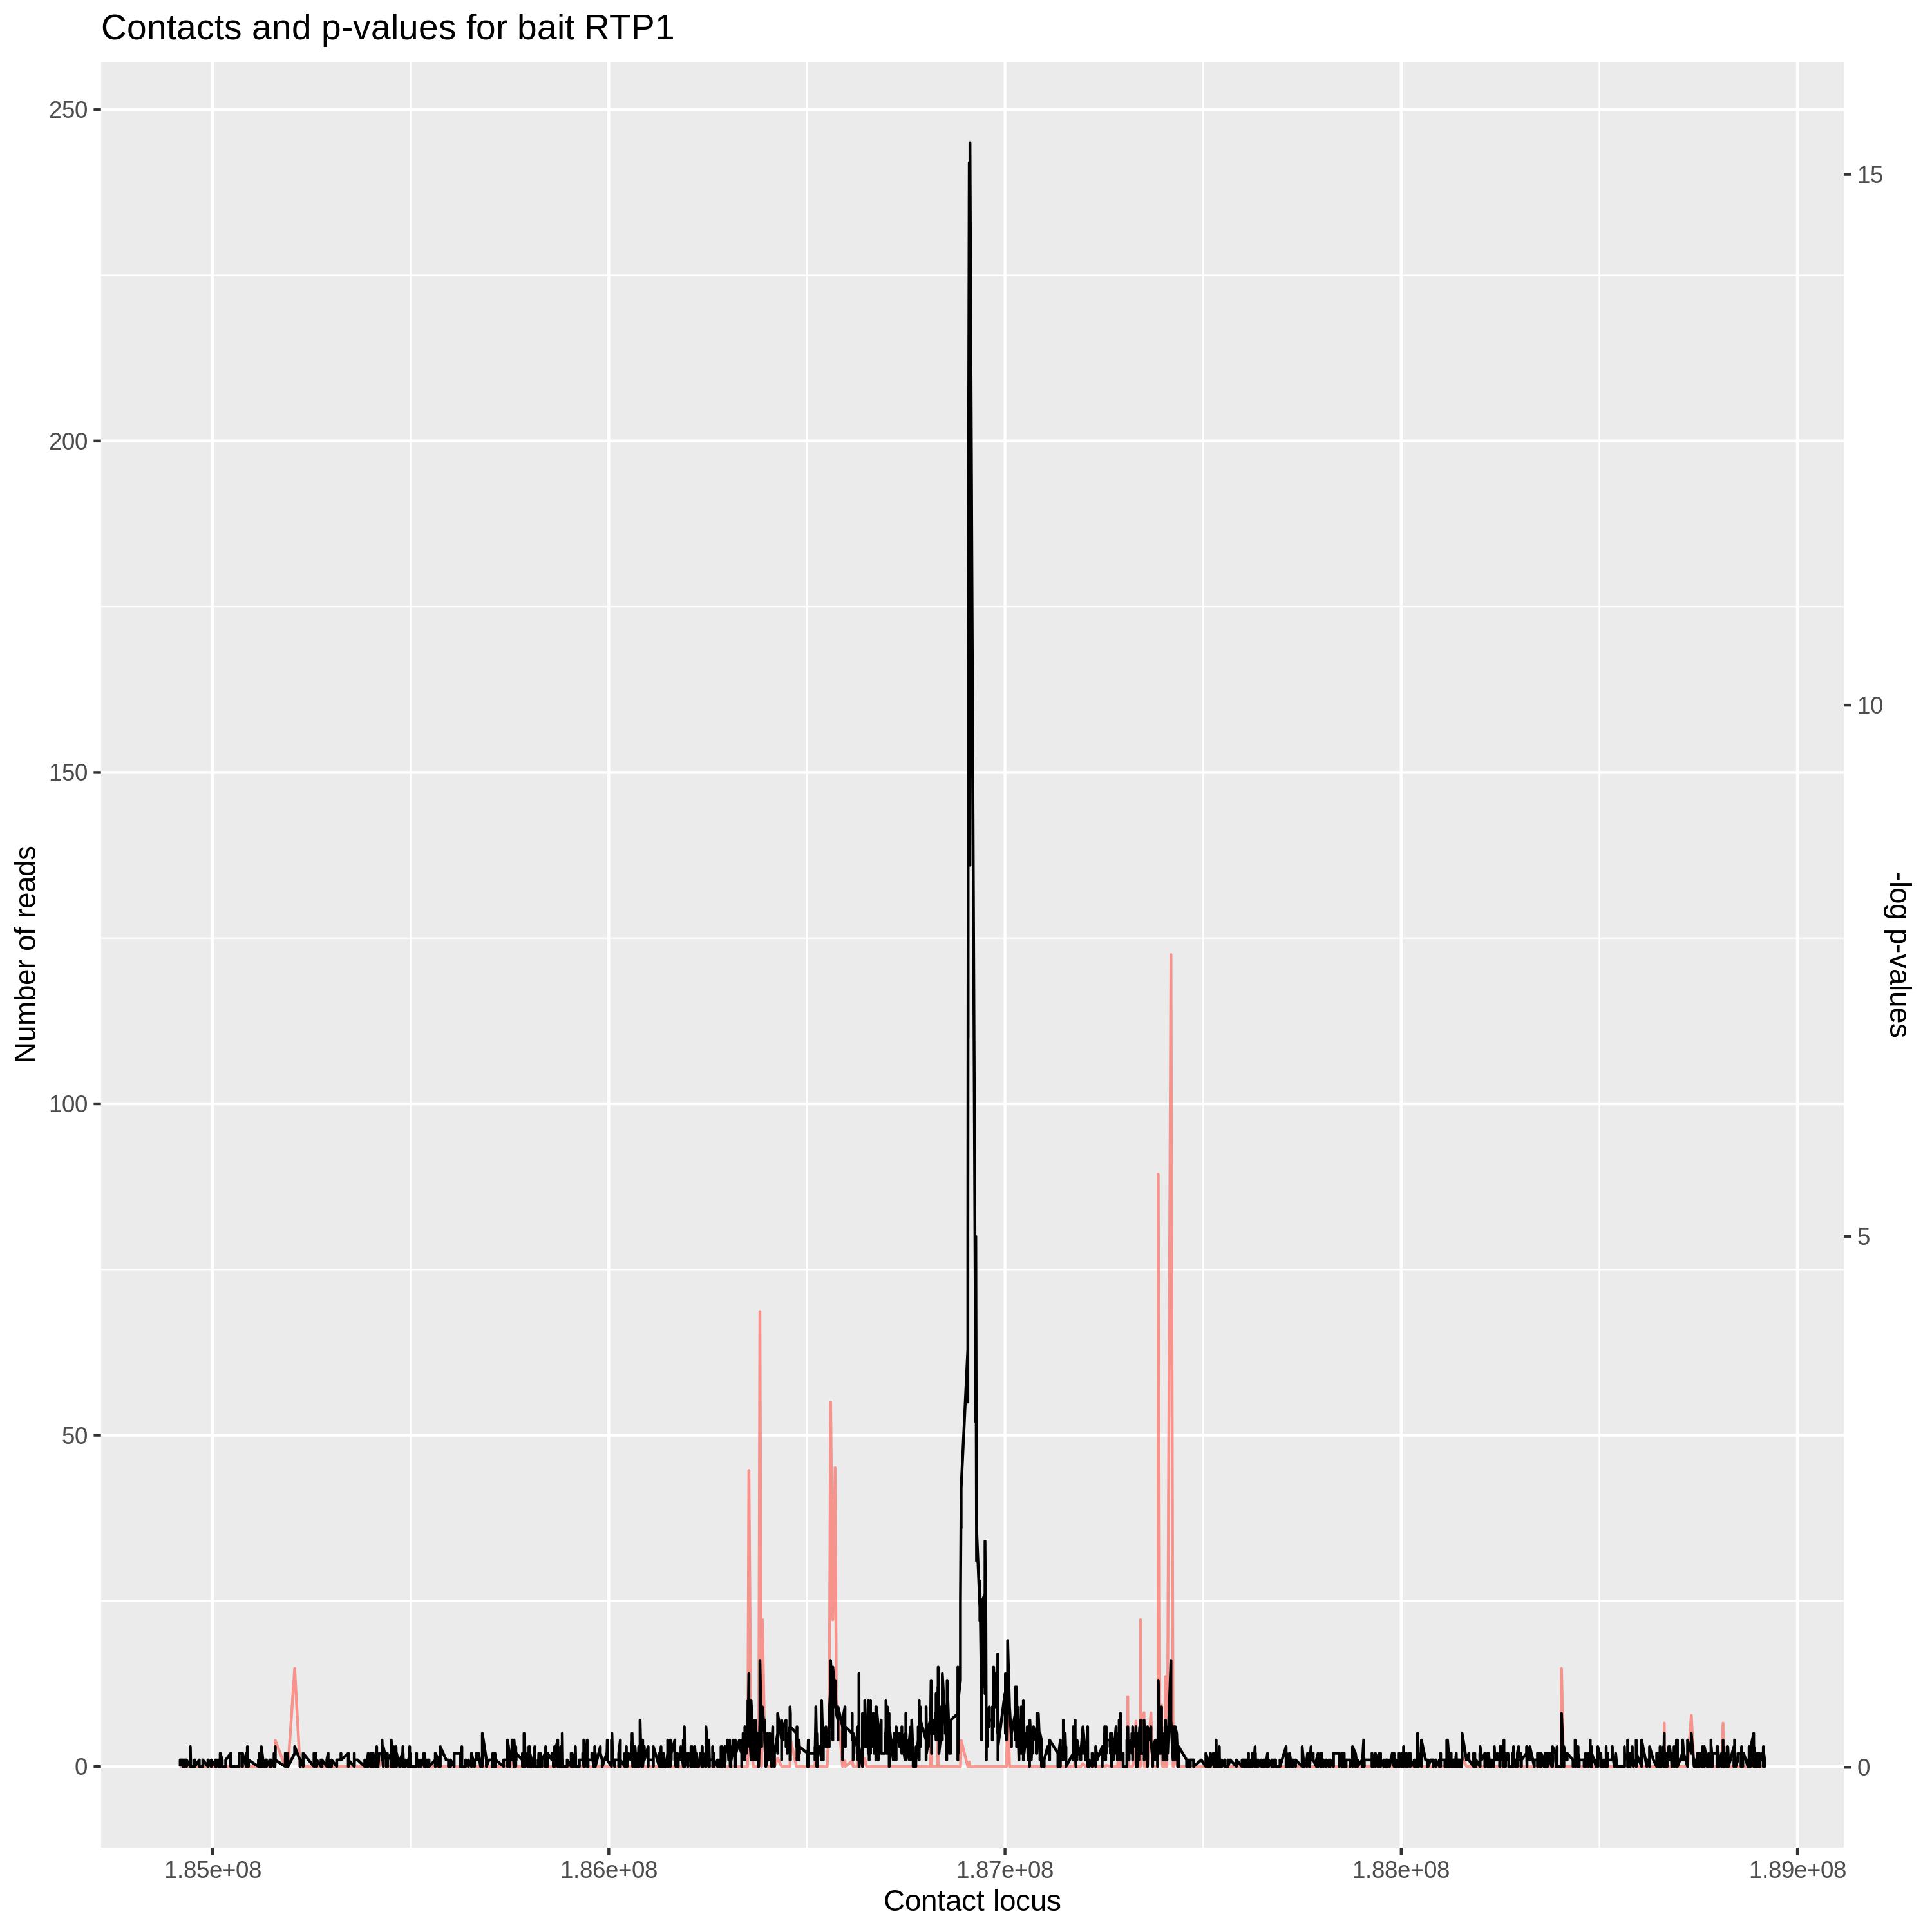 Contacts and p-values for bait RTP1
250
200
150
100
50
0
Number of reads
15
10
5
0
-log p-values
1.85e+08
1.86e+08
1.87e+08
1.88e+08
1.89e+08
Contact locus